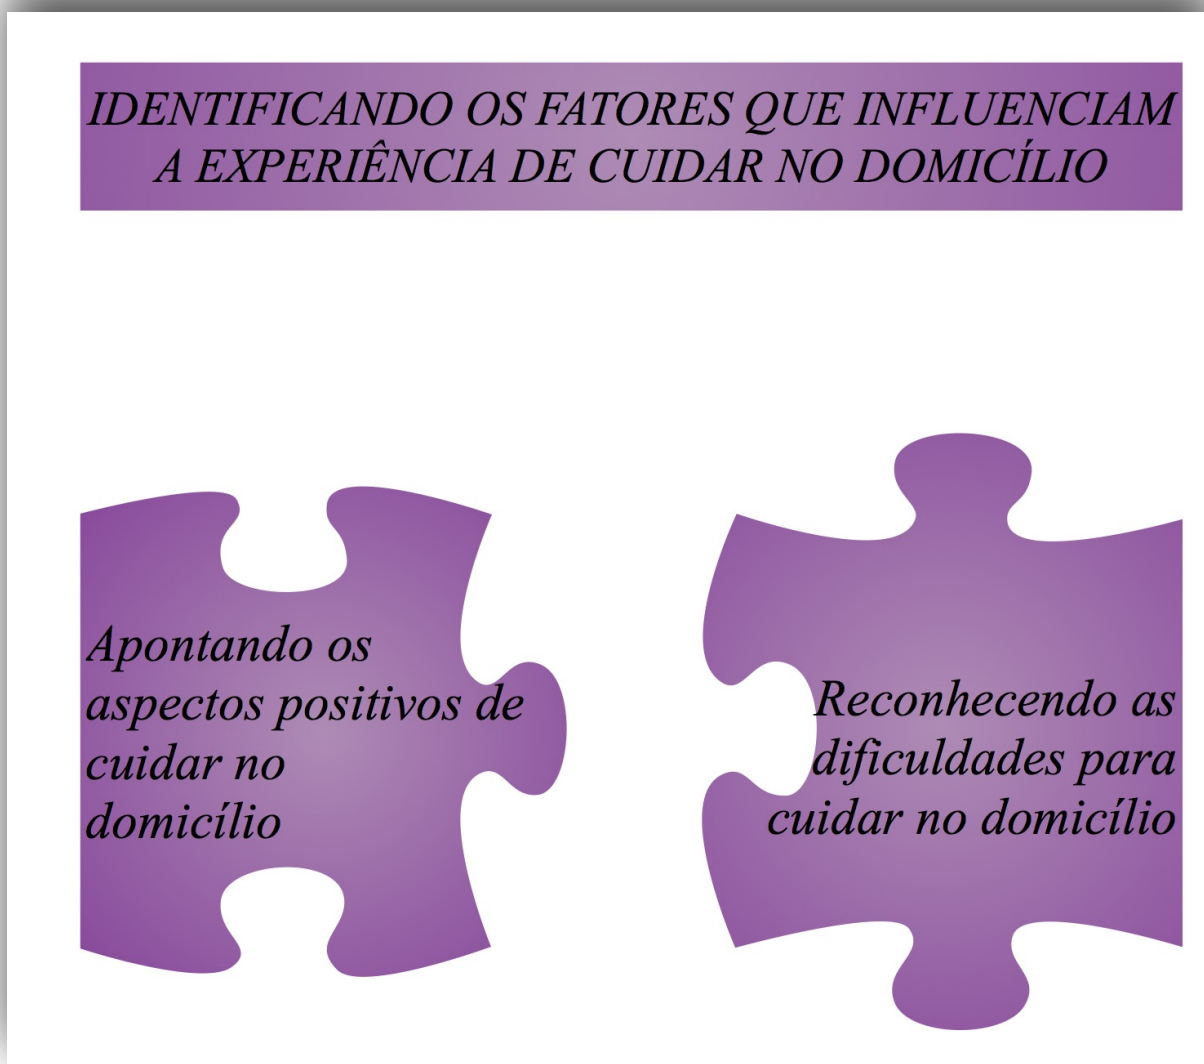 IDENTIFICANDO OS FATORES QUE INFLUENCIAM
A EXPERIÊNCIA DE CUIDAR NO DOMICÍLIO
Apontando os
aspectos positivos de
cuidar no
domicílio
Reconhecendo as
dificuldades para
cuidar no domicílio